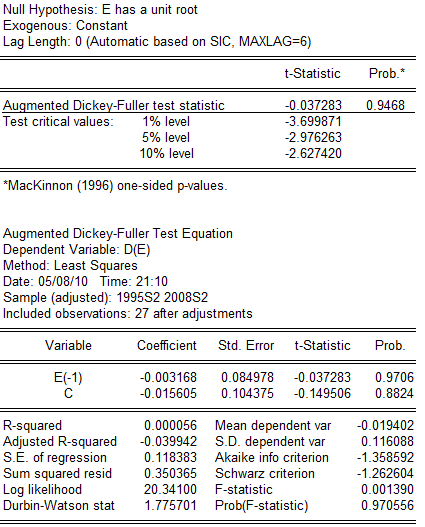 Null Hypothesis: E has a unit root
Exogenous: Constant
Lag Length: 0 (Automatic based on SIC, MAXLAG=6)
t-Statistic Prob.*
Augmented Dickey-Fuller test statistic -0.037283 0.9468
Test critical values: 1% level -3.699871
5% level -2.976263
10% level -2.627420
*MacKinnon (1996) one-sided p-values.
Augmented Dickey-Fuller Test Equation
Dependent Variable: D(E)
Method: Least Squares
Date: 05/08/10 Time: 21:10
Sample (adjusted): 1995S2 2008S2
Included observations: 27 after adjustments
Variable Coefficient Std. Error t-Statistic Prob.
E(-1) -0.003168 0.084978 -0.037283 0.9706
C -0.015605 0.104375 -0.149506 0.8824
R-squared 0.000056 Mean dependent var -0.019402
Adjusted R-squared -0.039942 S.D. dependent var 0.116088
S.E. of regression 0.118383 Akaike info criterion -1.358592
Sum squared resid 0.350365 Schwarz criterion -1.262604
Log likelihood 20.34100 F-statistic 0.001390
Durbin-Watson stat 1.775701 Prob(F-statistic) 0.970556